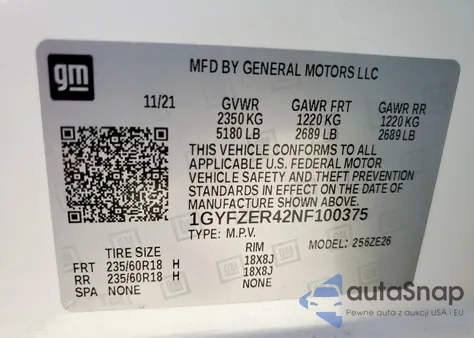 gm
MFD BY GENERAL MOTORS LLC
11/21 GVWR GAWR FRT GAWR RR
2350 KG 1220 KG 1220 KG
5180 LB 2689 LB 2689 LB
THIS VEHICLE CONFORMS TO ALL
APPLICABLE U.S. FEDERAL MOTOR
VEHICLE SAFETY AND THEFT PREVENTION
STANDARDS IN EFFECT ON THE DATE OF
MANUFACTURE SHOWN ABOVE.
1GYFZER42NF100375
TYPE: M.P.V. MODEL: 256ZE26
TIRE SIZE RIM
FRT 235/60R18 H 18X8J
RR 235/60R18 H 18X8J
SPA NONE NONE
autoSnap
Pewne auta z aukcji USA i EU